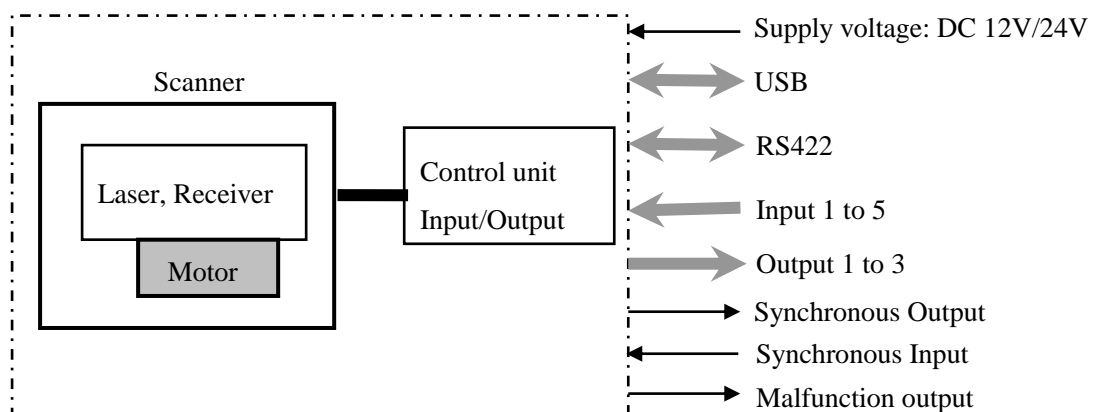 Supply voltage: DC 12V/24V
Scanner
USB
RS422
Control unit
Laser, Receiver
Input/Output
Input 1 to 5
Motor
Output 1 to 3
Synchronous Output
Synchronous Input
Malfunction output